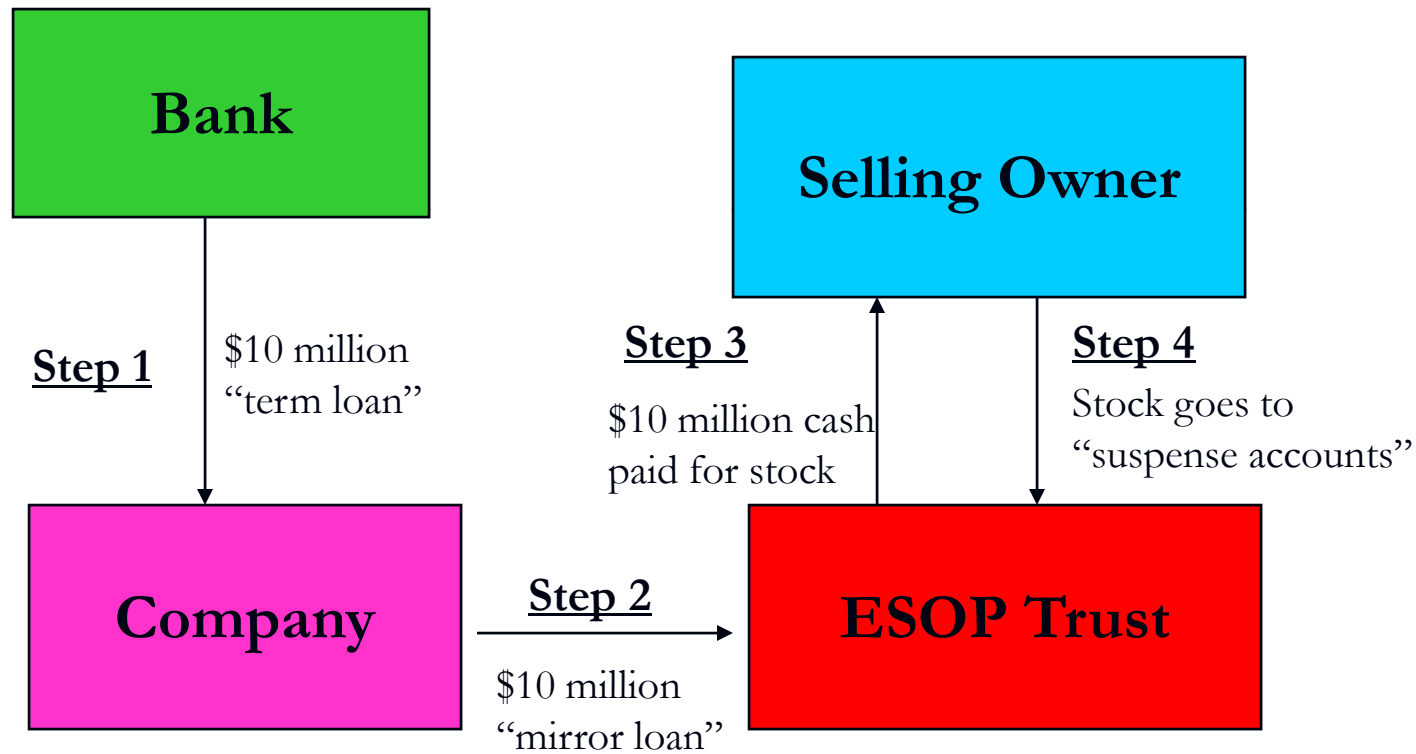 Bank
Selling Owner
Step 1
$10 million
“term loan”
Step 3
$10 million cash
paid for stock
Step 4
Stock goes to
“suspense accounts”
Company
Step 2
$10 million
“mirror loan”
ESOP Trust